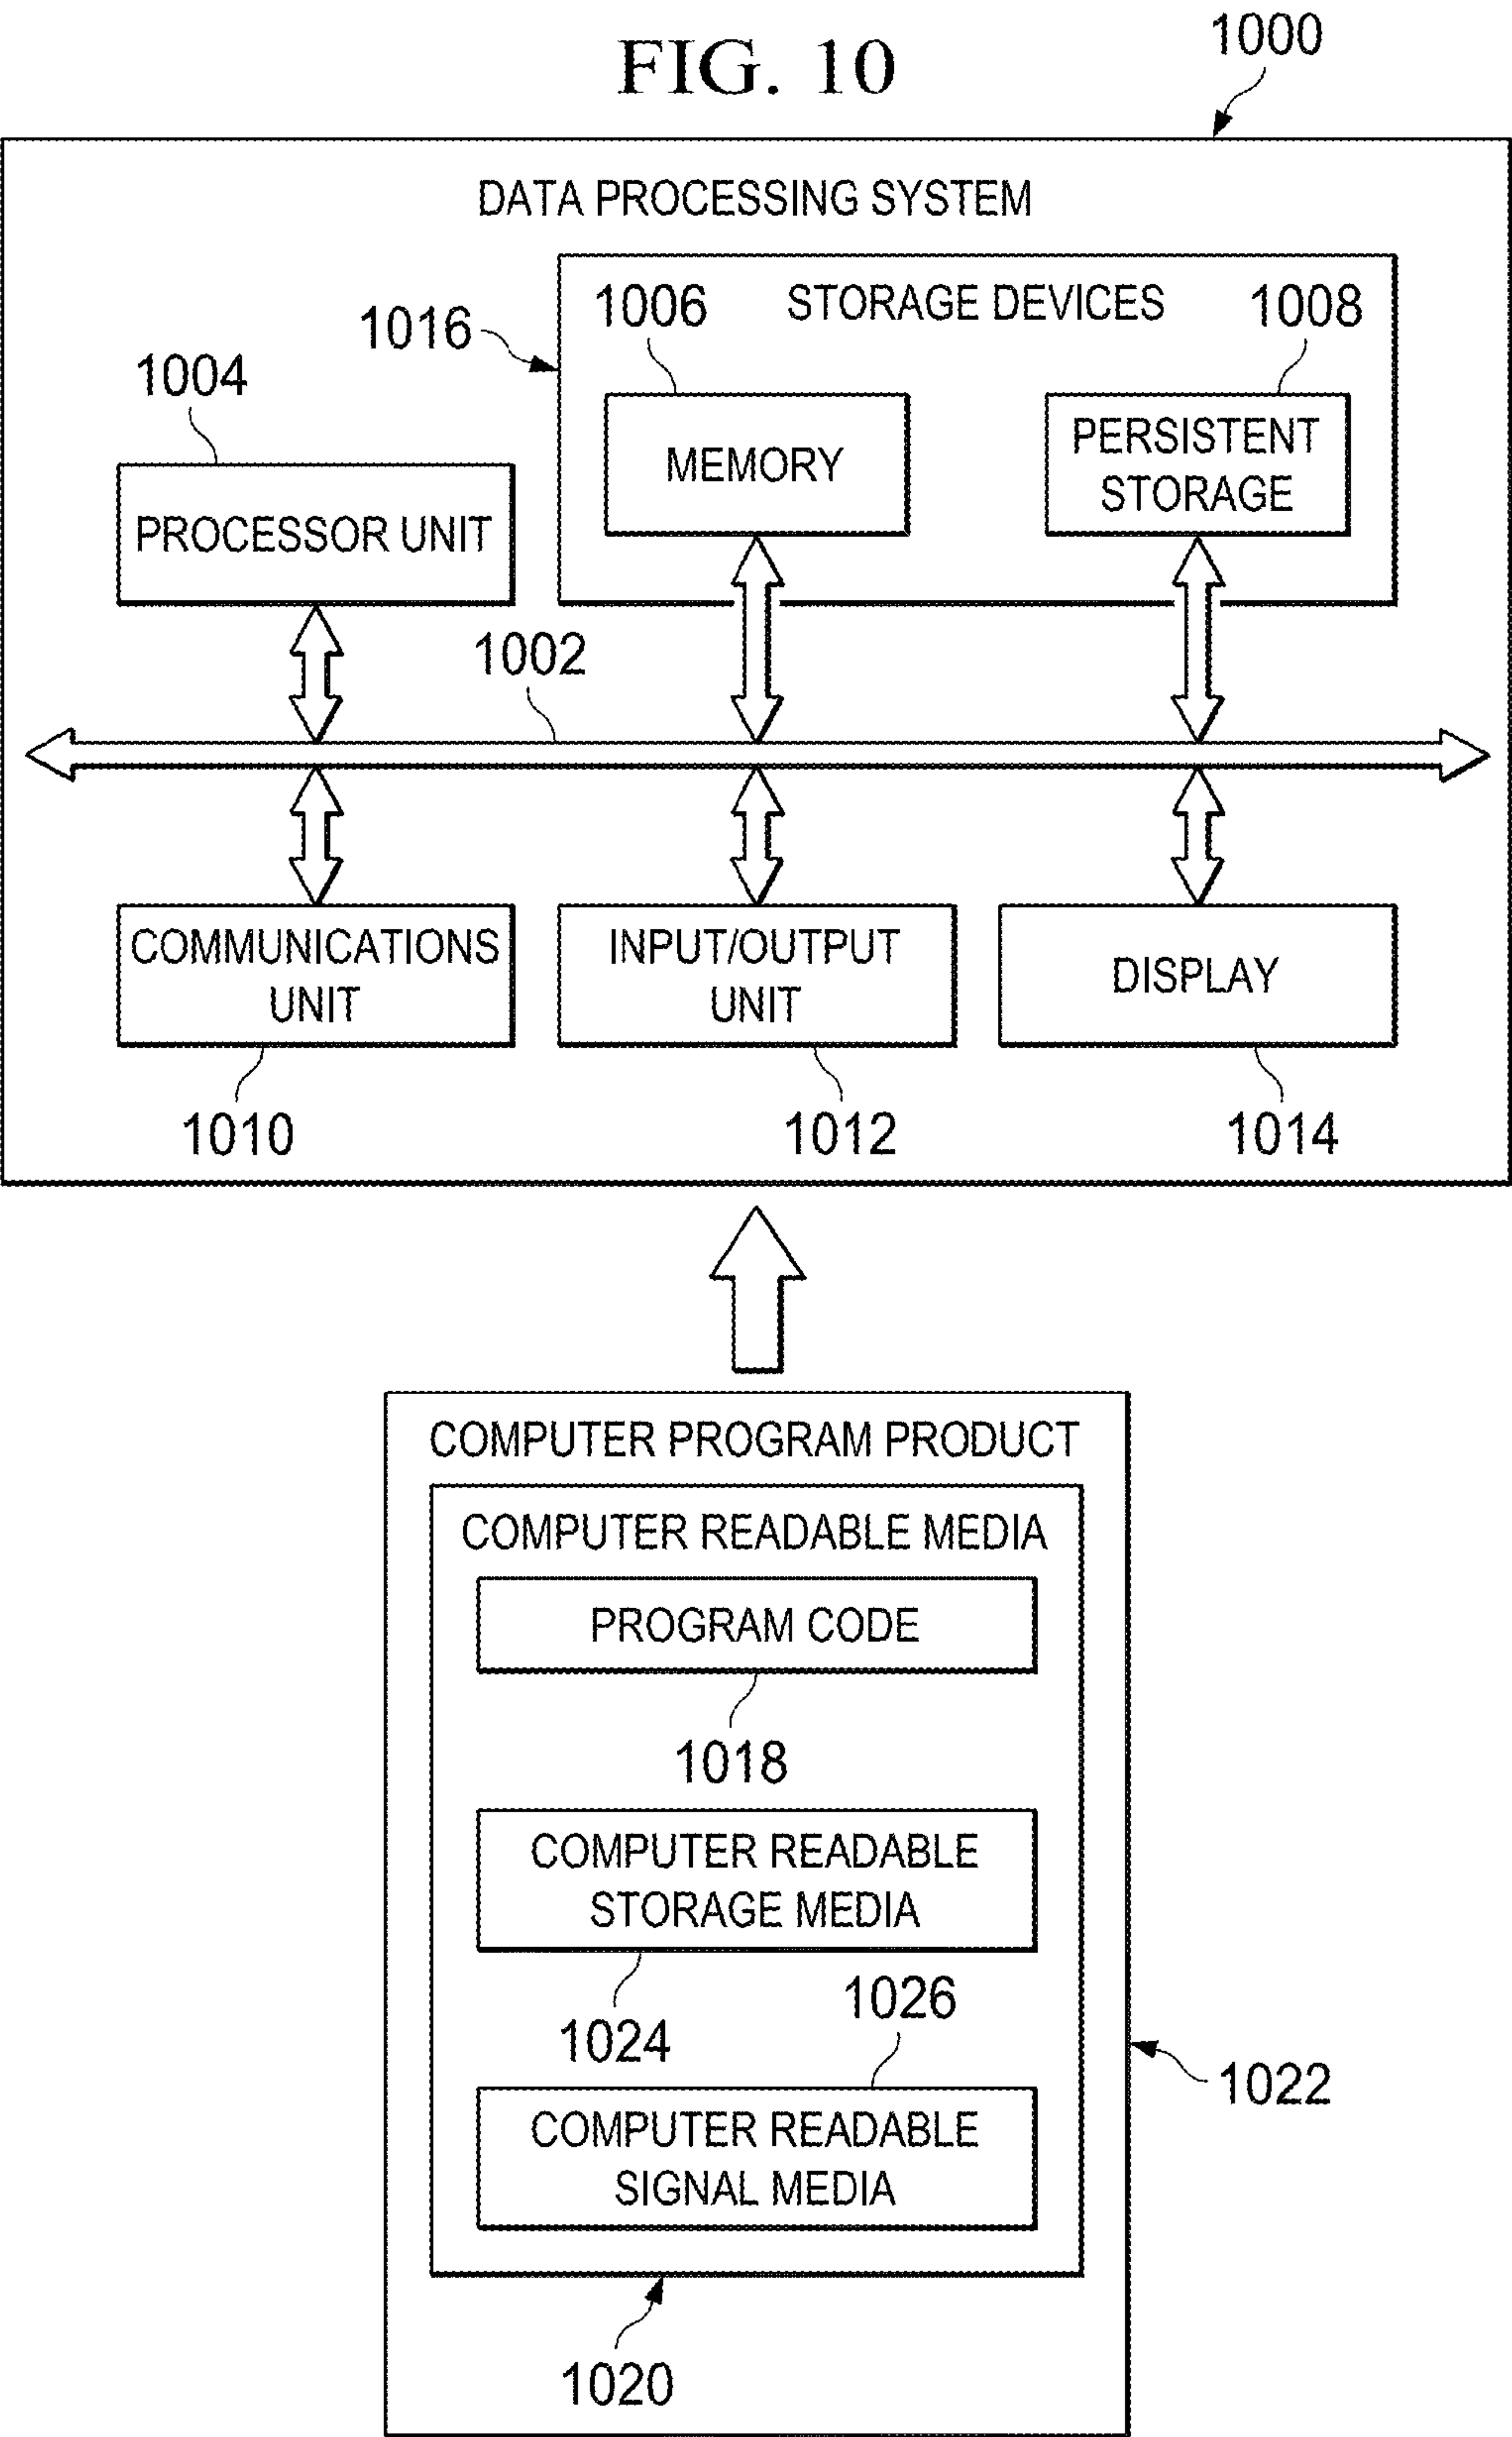 FIG. 10
1000
DATA PROCESSING SYSTEM
STORAGE DEVICES
1016
1006
1008
1004
MEMORY
PERSISTENT
STORAGE
PROCESSOR UNIT
1002
COMMUNICATIONS
UNIT
INPUT/OUTPUT
UNIT
DISPLAY
1010
1012
1014
COMPUTER PROGRAM PRODUCT
COMPUTER READABLE MEDIA
PROGRAM CODE
1018
COMPUTER READABLE
STORAGE MEDIA
1024
1026
COMPUTER READABLE
SIGNAL MEDIA
1022
1020